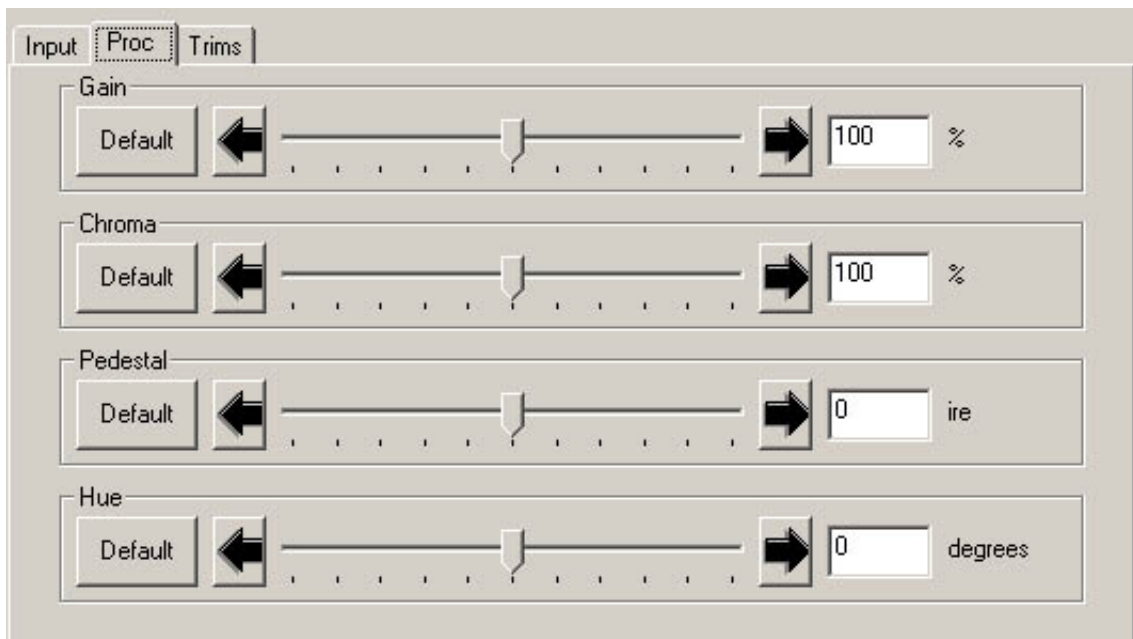 Input Proc Trims
Gain
Default 100 %
Chroma
Default 100 %
Pedestal
Default 0 ire
Hue
Default 0 degrees